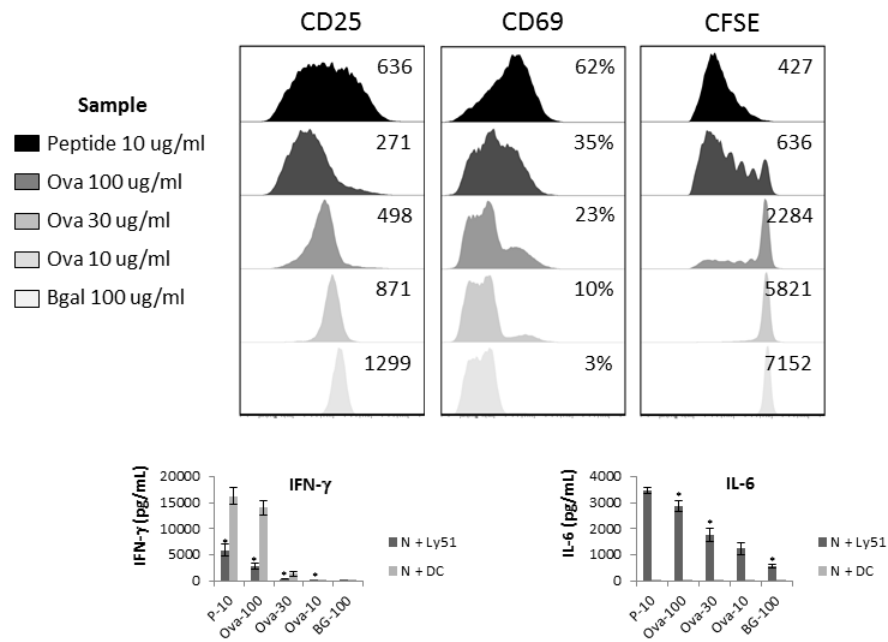 CD25 CD69 CFSE
Sample
Peptide 10 ug/ml
Ova 100 ug/ml
Ova 30 ug/ml
Ova 10 ug/ml
Bgal 100 ug/ml
636 62% 427
271 35% 636
498 23% 2284
871 10% 5821
1299 3% 7152
IFN-γ
IFN-γ (pg/mL)
20000
15000
10000
5000
0
* * * *
P-10 Ova-100 Ova-30 Ova-10 BG-100
N + Ly51
N + DC
IL-6
IL-6 (pg/mL)
4000
3000
2000
1000
0
* * *
P-10 Ova-100 Ova-30 Ova-10 BG-100
N + Ly51
N + DC